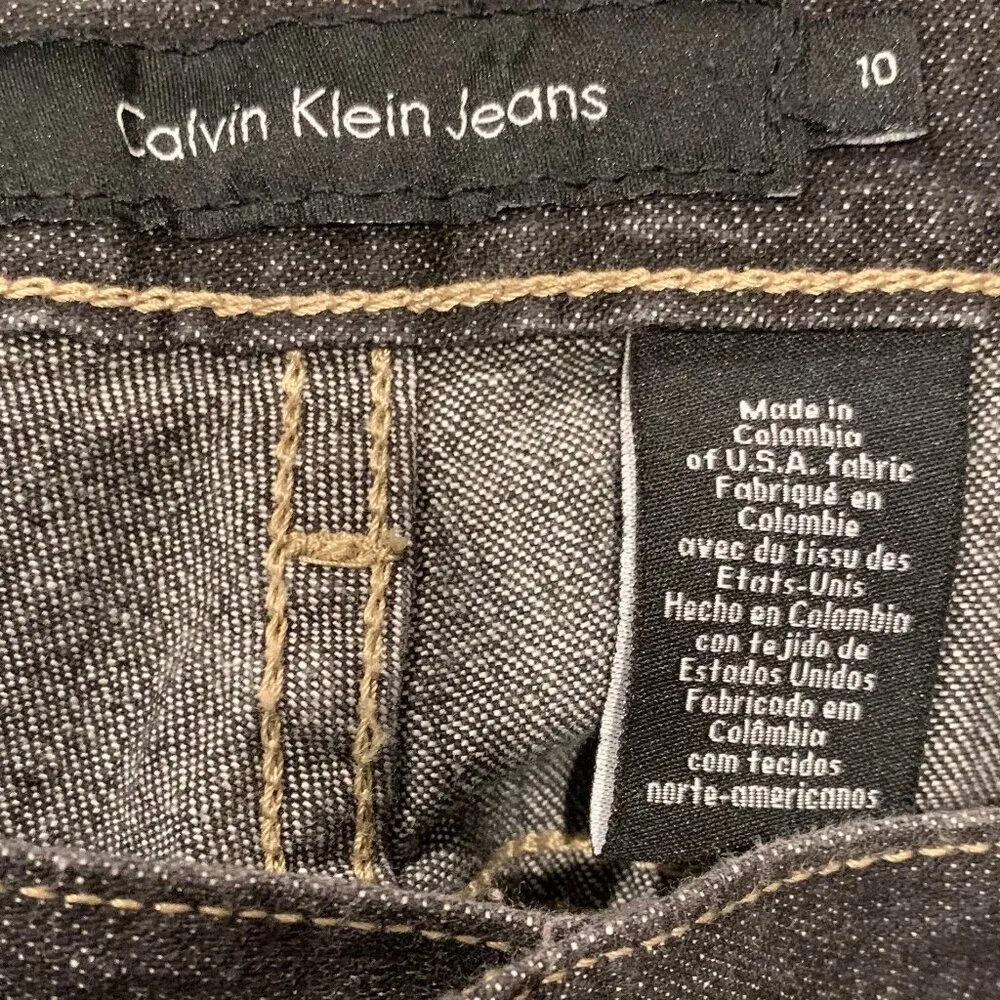 Calvin Klein Jeans
10
Made in
Colombia
of U.S.A. fabric
Fabriqué en
Colombie
avec du tissu des
Etats-Unis
Hecho en Colombia
con tejido de
Estados Unidos
Fabricado em
Colômbia
com tecidos
norte-americanos